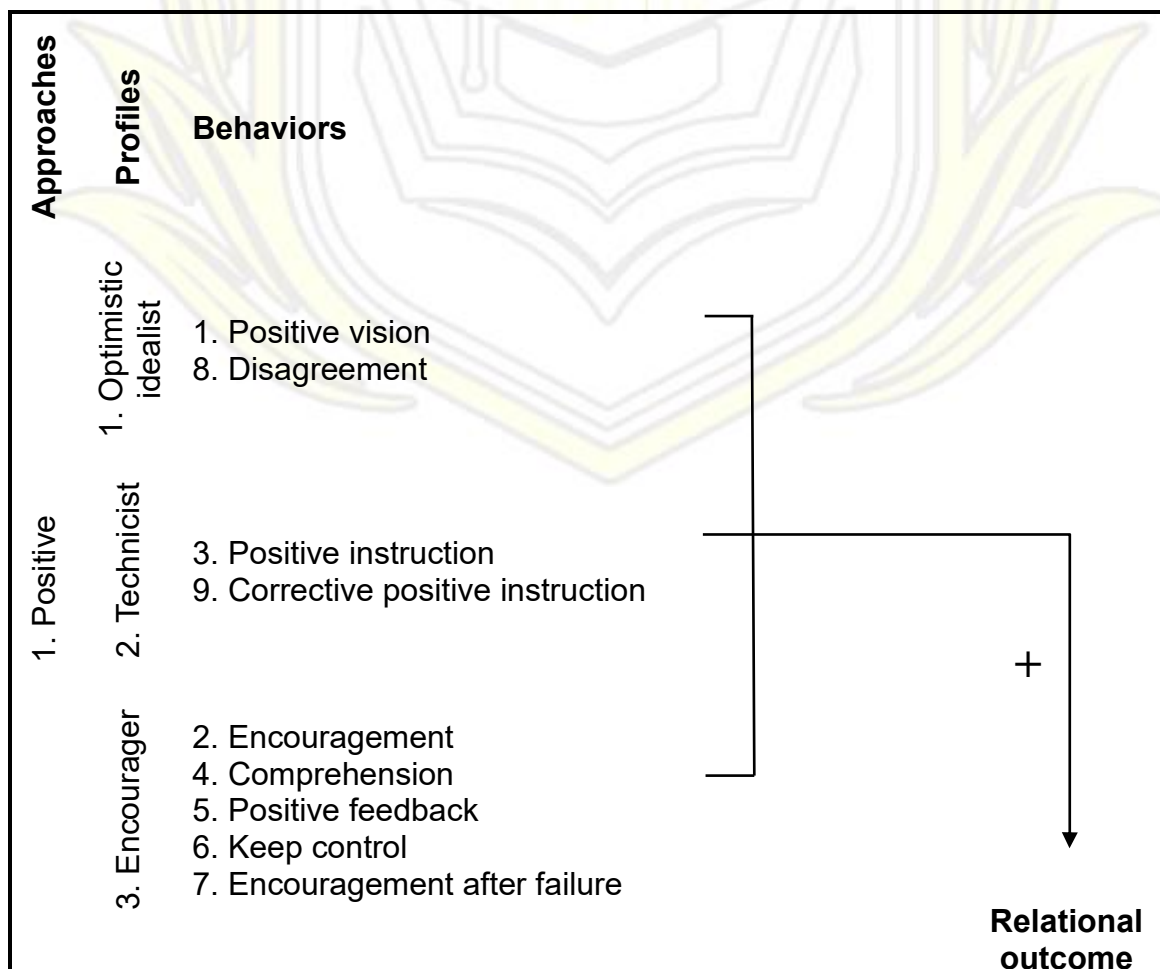 Approaches
Profiles
Behaviors
1. Positive
1. Optimistic
idealist
1. Positive vision
8. Disagreement
2. Technicist
3. Positive instruction
9. Corrective positive instruction
3. Encourager
2. Encouragement
4. Comprehension
5. Positive feedback
6. Keep control
7. Encouragement after failure
+
Relational
outcome